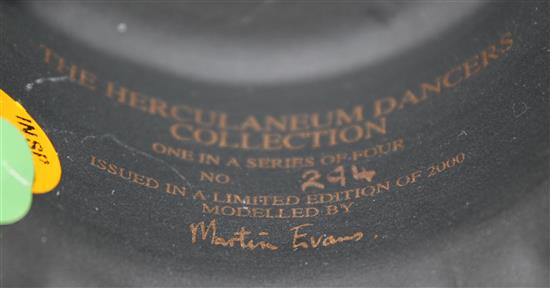 THE HERCULANEUM DANCERS
COLLECTION
ONE IN A SERIES OF FOUR
NO 294
ISSUED IN A LIMITED EDITION OF 2000
MODELLED BY
Martin Evans.
INSP